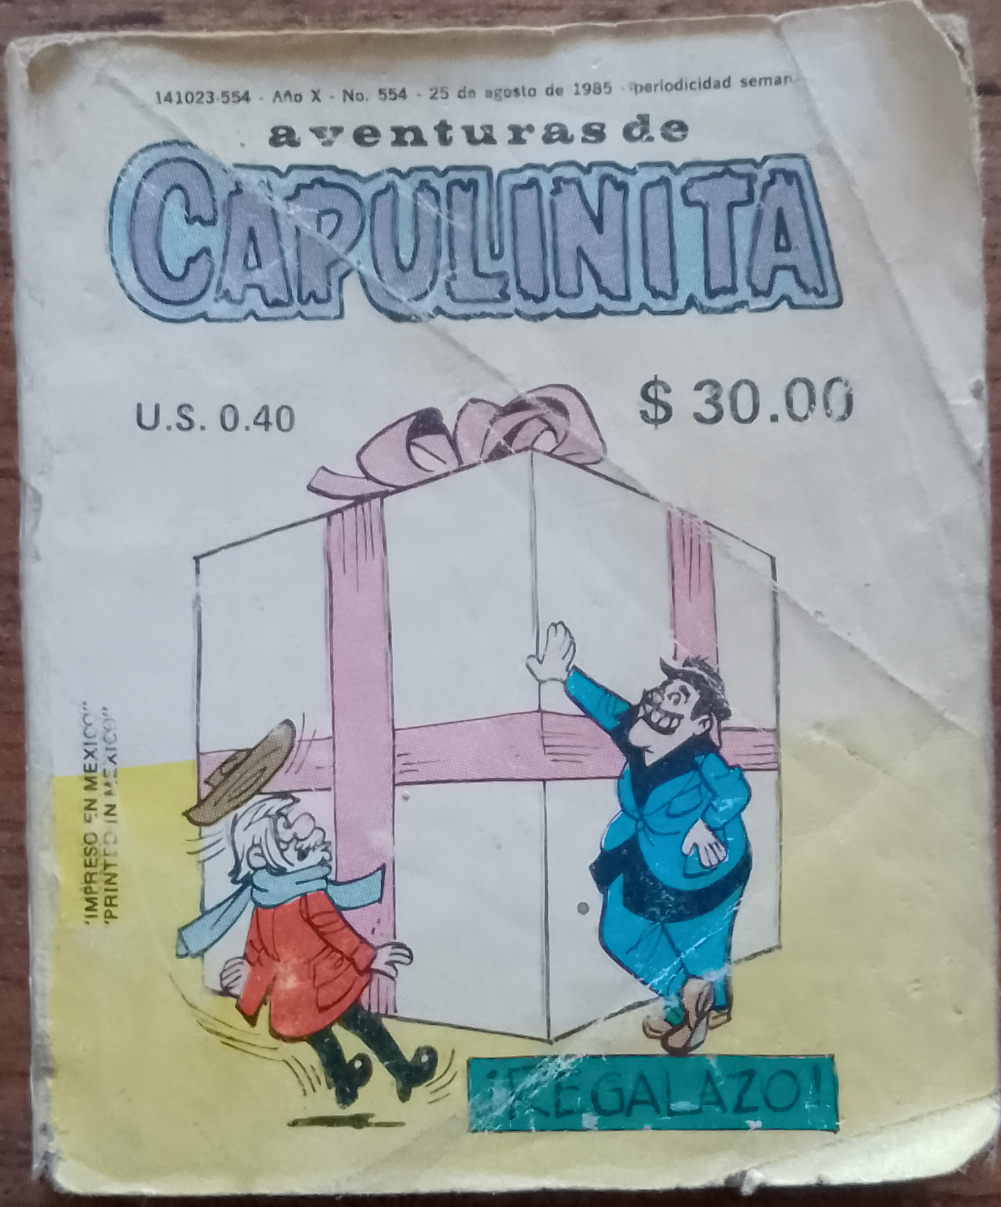 141023-554 - Año X - No. 554 - 25 de agosto de 1985 - periodicidad seman
aventuras de
CAPULINITA
U.S. 0.40
$ 30.00
"IMPRESO EN MEXICO"
"PRINTED IN MEXICO"
¡REGALAZO!